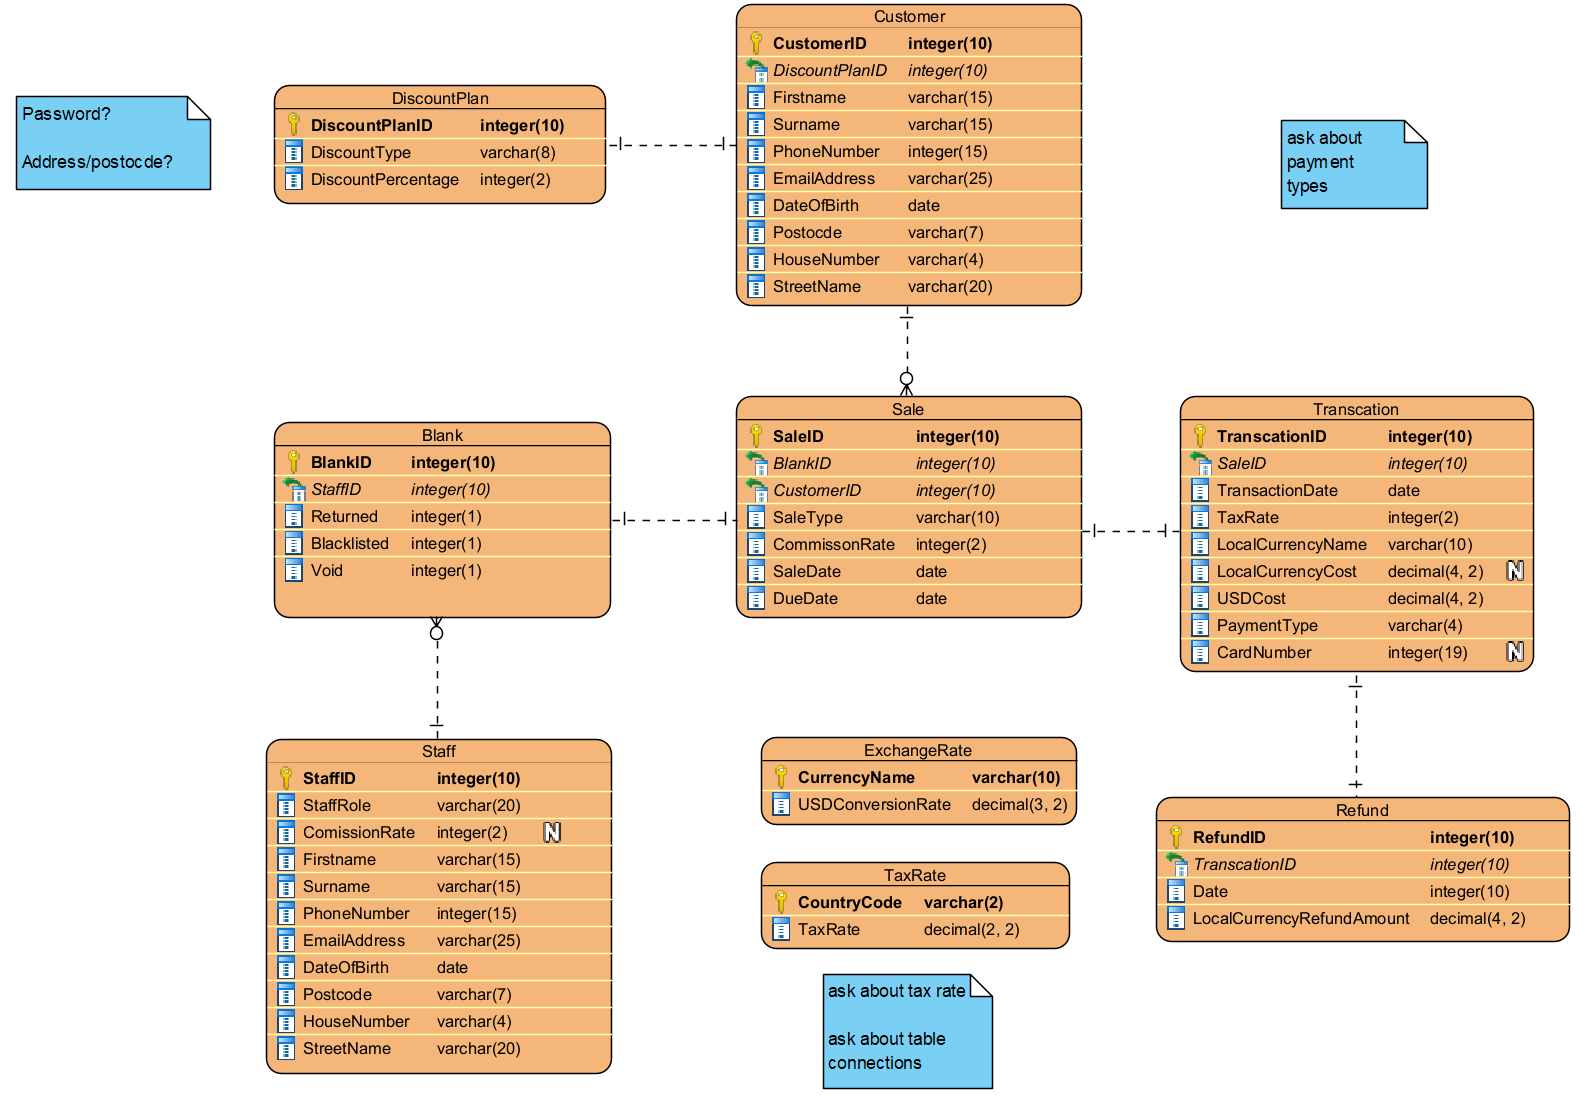 Password?
Address/postocde?
DiscountPlan
DiscountPlanID integer(10)
DiscountType varchar(8)
DiscountPercentage integer(2)
Customer
CustomerID integer(10)
DiscountPlanID integer(10)
Firstname varchar(15)
Surname varchar(15)
PhoneNumber integer(15)
EmailAddress varchar(25)
DateOfBirth date
Postocde varchar(7)
HouseNumber varchar(4)
StreetName varchar(20)
ask about
payment
types
Blank
BlankID integer(10)
StaffID integer(10)
Returned integer(1)
Blacklisted integer(1)
Void integer(1)
Sale
SaleID integer(10)
BlankID integer(10)
CustomerID integer(10)
SaleType varchar(10)
CommissonRate integer(2)
SaleDate date
DueDate date
Transcation
TranscationID integer(10)
SaleID integer(10)
TransactionDate date
TaxRate integer(2)
LocalCurrencyName varchar(10)
LocalCurrencyCost decimal(4, 2) N
USDCost decimal(4, 2)
PaymentType varchar(4)
CardNumber integer(19) N
Staff
StaffID integer(10)
StaffRole varchar(20)
ComissionRate integer(2) N
Firstname varchar(15)
Surname varchar(15)
PhoneNumber integer(15)
EmailAddress varchar(25)
DateOfBirth date
Postcode varchar(7)
HouseNumber varchar(4)
StreetName varchar(20)
ExchangeRate
CurrencyName varchar(10)
USDConversionRate decimal(3, 2)
TaxRate
CountryCode varchar(2)
TaxRate decimal(2, 2)
ask about tax rate
ask about table
connections
Refund
RefundID integer(10)
TranscationID integer(10)
Date integer(10)
LocalCurrencyRefundAmount decimal(4, 2)